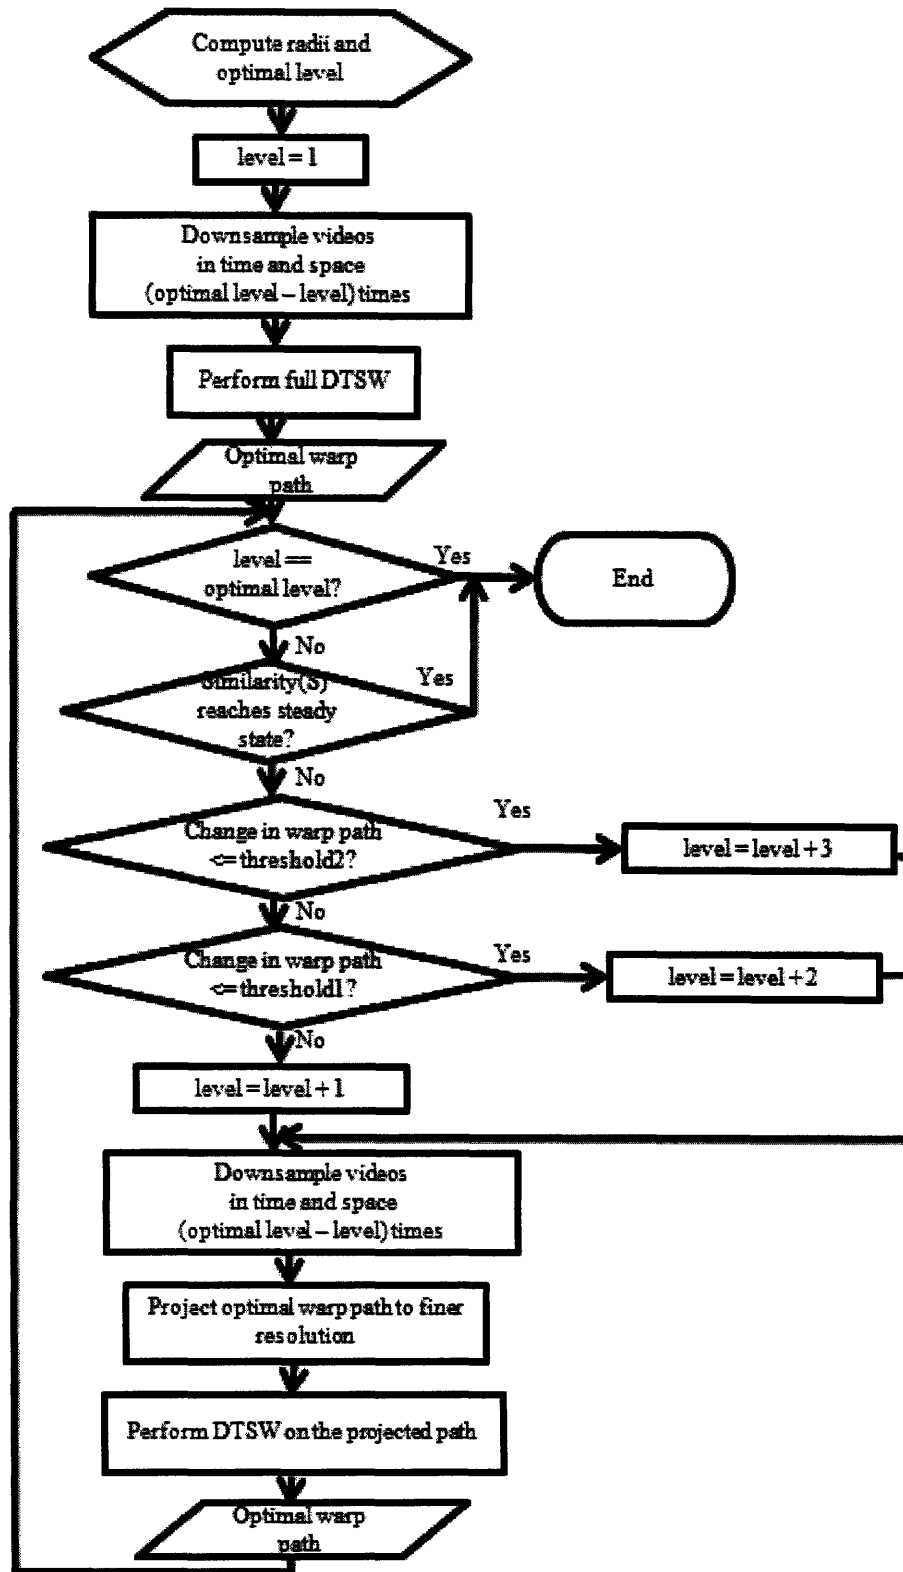 Compute radii and
optimal level
level = 1
Downsample videos
in time and space
(optimal level – level) times
Perform full DTSW
Optimal warp
path
level ==
optimal level?
Yes
End
No
Similarity(S)
reaches steady
state?
Yes
No
Change in warp path
<=threshold2?
Yes
level = level + 3
No
Change in warp path
<=threshold1?
Yes
level = level + 2
No
level = level + 1
Downsample videos
in time and space
(optimal level – level) times
Project optimal warp path to finer
resolution
Perform DTSW on the projected path
Optimal warp
path